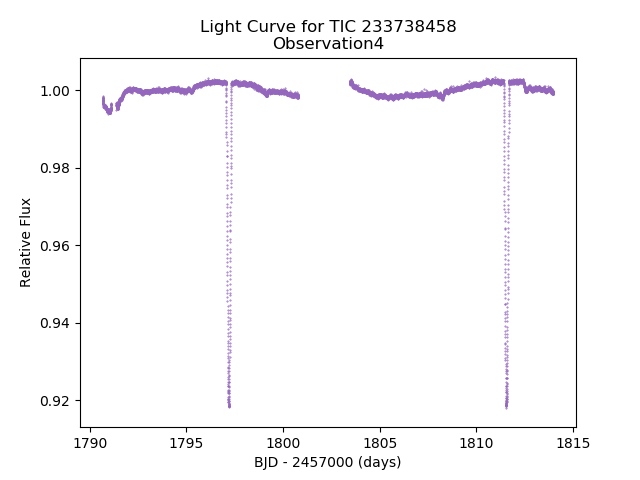 Light Curve for TIC 233738458
Observation4
1.00
0.98
0.96
0.94
0.92
Relative Flux
1790 1795 1800 1805 1810 1815
BJD - 2457000 (days)